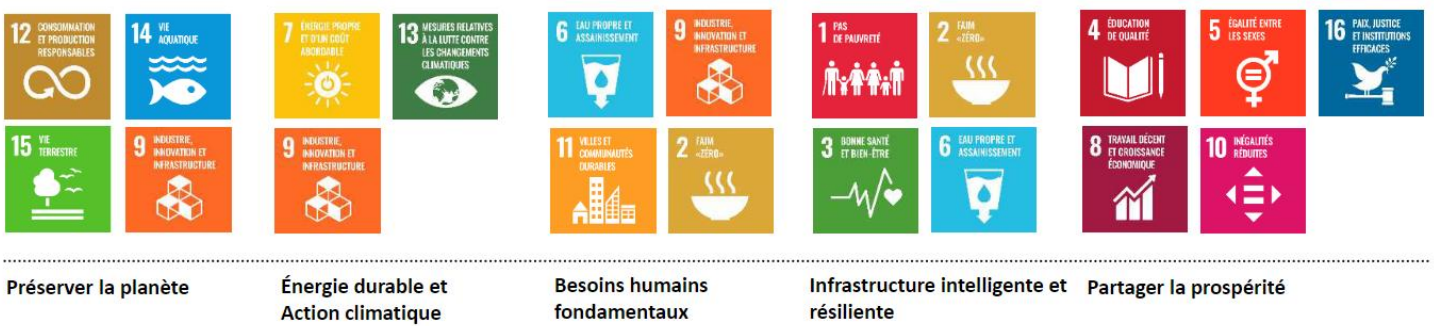 12 CONSOMMATION
ET PRODUCTION
RESPONSABLES
14 VIE
AQUATIQUE
15 VIE
TERRESTRE
9 INDUSTRIE,
INNOVATION ET
INFRASTRUCTURE
7 ÉNERGIE PROPRE
ET D'UN COÛT
ABORDABLE
13 MESURES RELATIVES
À LA LUTTE CONTRE
LES CHANGEMENTS
CLIMATIQUES
9 INDUSTRIE,
INNOVATION ET
INFRASTRUCTURE
6 EAU PROPRE ET
ASSAINISSEMENT
9 INDUSTRIE,
INNOVATION ET
INFRASTRUCTURE
11 VILLES ET
COMMUNAUTÉS
DURABLES
2 FAIM
«ZÉRO»
1 PAS
DE PAUVRETÉ
2 FAIM
«ZÉRO»
3 BONNE SANTÉ
ET BIEN-ÊTRE
6 EAU PROPRE ET
ASSAINISSEMENT
4 ÉDUCATION
DE QUALITÉ
5 ÉGALITÉ ENTRE
LES SEXES
16 PAIX, JUSTICE
ET INSTITUTIONS
EFFICACES
8 TRAVAIL DÉCENT
ET CROISSANCE
ÉCONOMIQUE
10 INÉGALITÉS
RÉDUITES
Préserver la planète
Énergie durable et
Action climatique
Besoins humains
fondamentaux
Infrastructure intelligente et
résiliente
Partager la prospérité